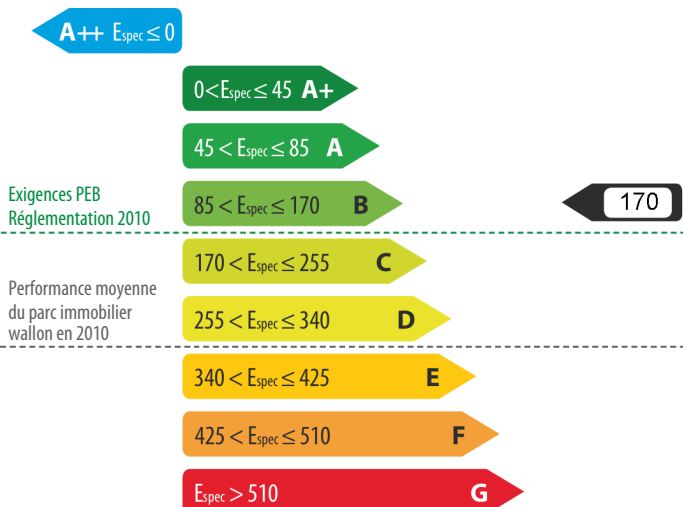 A++ Espec ≤ 0
0<Espec ≤ 45 A+
45 < Espec ≤ 85 A
Exigences PEB
Réglementation 2010
85 < Espec ≤ 170 B
170
170 < Espec ≤ 255 C
Performance moyenne
du parc immobilier
wallon en 2010
255 < Espec ≤ 340 D
340 < Espec ≤ 425 E
425 < Espec ≤ 510 F
Espec > 510 G